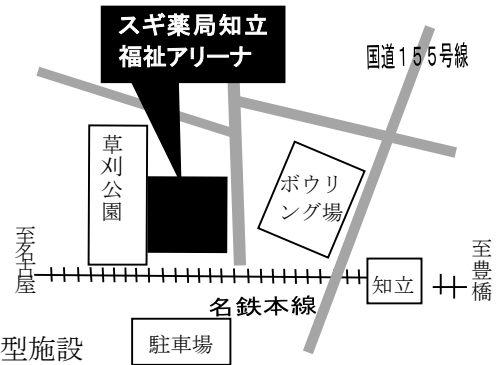 スギ薬局知立
福祉アリーナ
国道155号線
草刈公園
ボウリ
ング場
至名古屋
至豊橋
知立
名鉄本線
型施設
駐車場